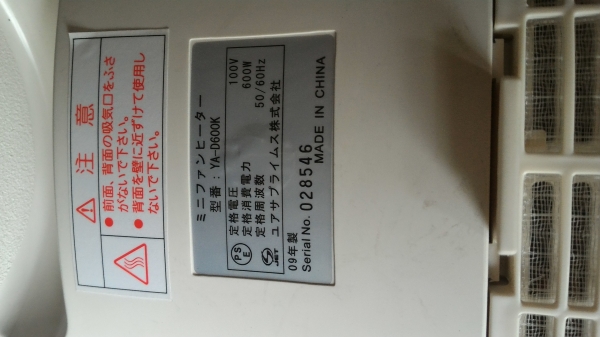 ⚠ 注 意
● 前面、背面の吸気口をふさ
がないで下さい。
● 背面を壁に近ずけて使用し
ないで下さい。
ミニファンヒーター
型番：YA-D600K
定格電圧 100V
定格消費電力 600W
定格周波数 50/60Hz
ユアサプライムス株式会社
PS
E
JET
09年製
Serial No. 028546
MADE IN CHINA